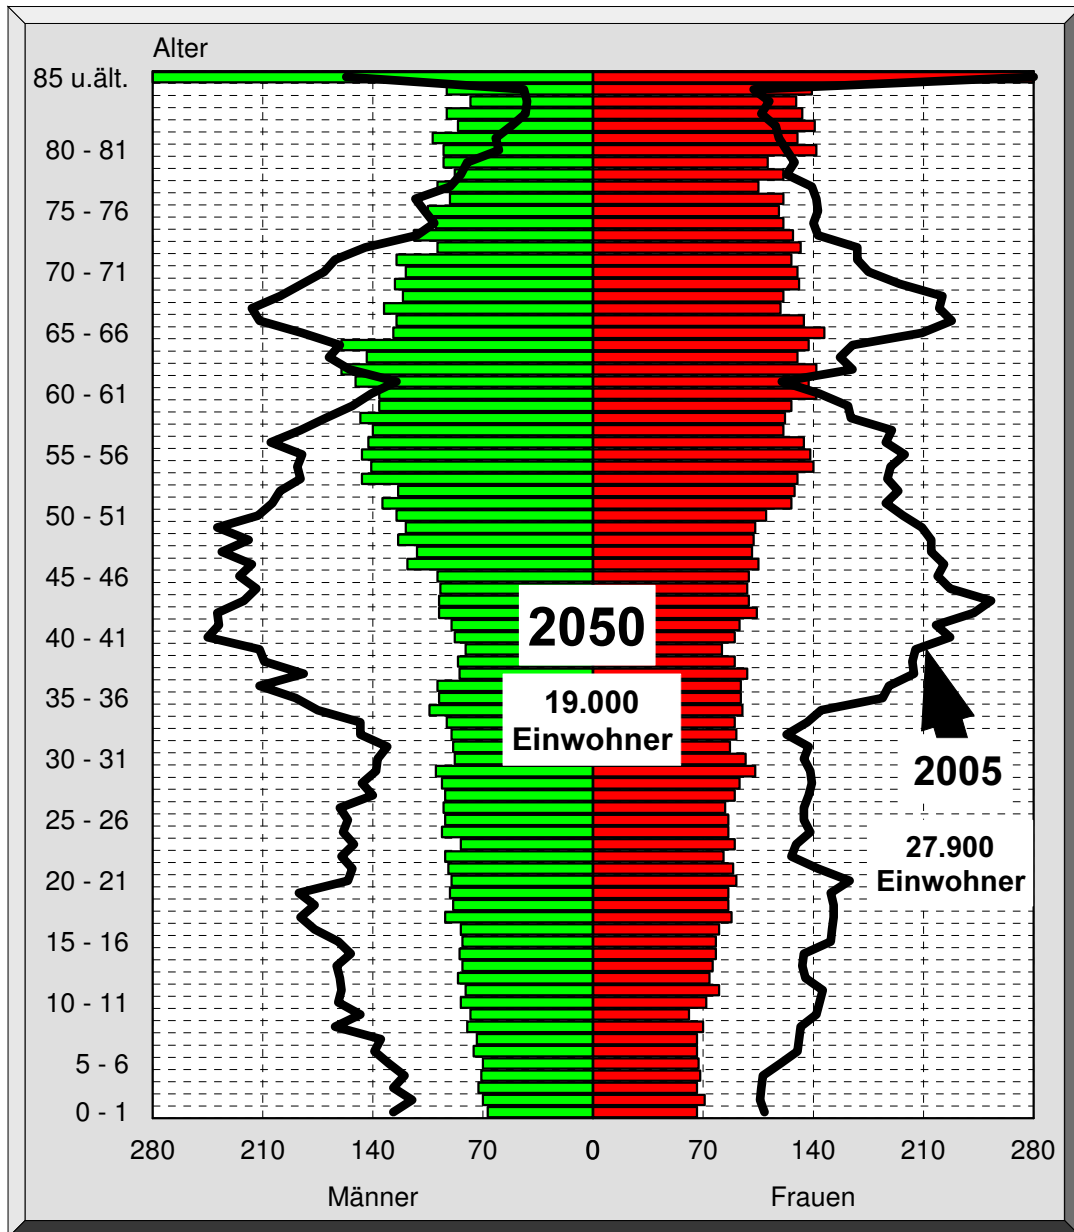 Alter
85 u.ält.
80 - 81
75 - 76
70 - 71
65 - 66
60 - 61
55 - 56
50 - 51
45 - 46
40 - 41
35 - 36
30 - 31
25 - 26
20 - 21
15 - 16
10 - 11
5 - 6
0 - 1
2050
19.000
Einwohner
2005
27.900
Einwohner
280 210 140 70 0 70 140 210 280
Männer Frauen